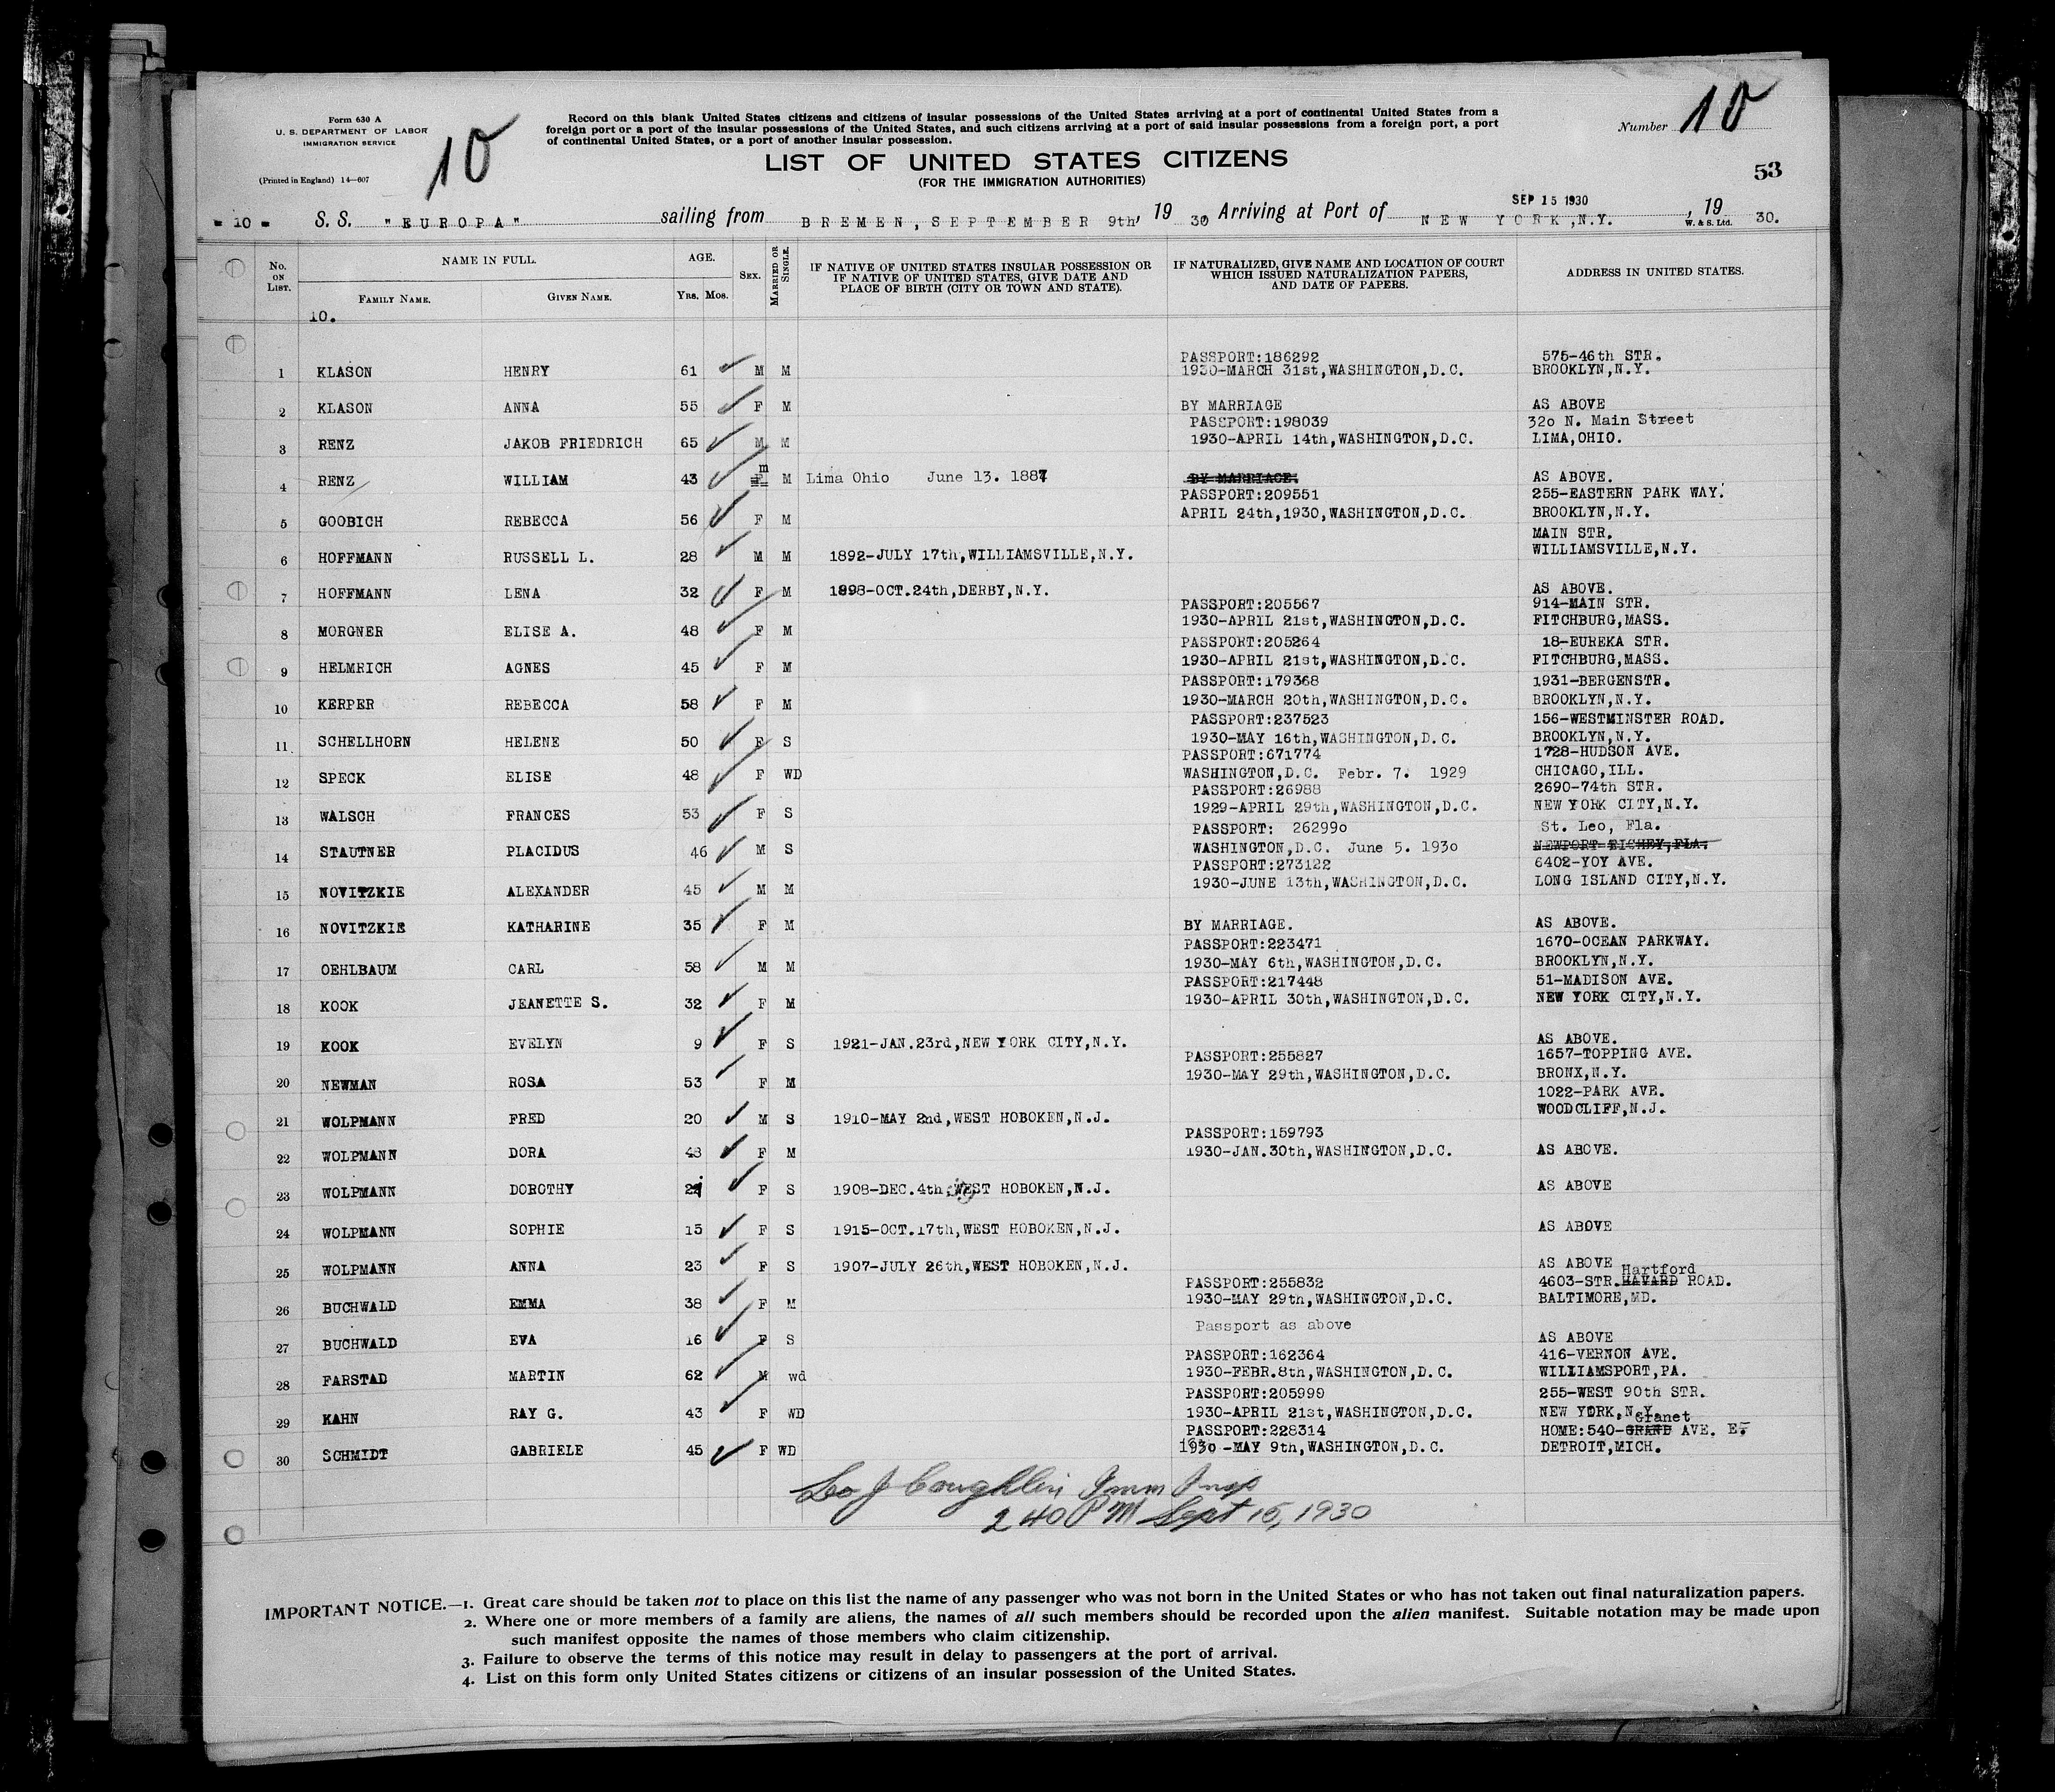 Form 630 A
U. S. DEPARTMENT OF LABOR
IMMIGRATION SERVICE
(Printed in England) 14—607
10
Record on this blank United States citizens and citizens of insular possessions of the United States arriving at a port of continental United States from a
foreign port or a port of the insular possessions of the United States, and such citizens arriving at a port of said insular possessions from a foreign port, a port
of continental United States, or a port of another insular possession.
Number 10
LIST OF UNITED STATES CITIZENS
(FOR THE IMMIGRATION AUTHORITIES)
53
SEP 15 1930
- 10 - S. S. "EUROPA" sailing from BREMEN, SEPTEMBER 9th, 19 30 Arriving at Port of NEW YORK, N.Y. , 19 30.
W. & S. Ltd.
No. ON LIST. NAME IN FULL. FAMILY NAME. GIVEN NAME. AGE. Yrs. Mos. SEX. MARRIED OR SINGLE. IF NATIVE OF UNITED STATES INSULAR POSSESSION OR IF NATIVE OF UNITED STATES, GIVE DATE AND PLACE OF BIRTH (CITY OR TOWN AND STATE). IF NATURALIZED, GIVE NAME AND LOCATION OF COURT WHICH ISSUED NATURALIZATION PAPERS, AND DATE OF PAPERS. ADDRESS IN UNITED STATES.
10.
PASSPORT:186292 575-46th STR.
1 KLASON HENRY 61 M M 1930-MARCH 31st,WASHINGTON,D.C. BROOKLYN,N.Y.
2 KLASON ANNA 55 F M BY MARRIAGE AS ABOVE
PASSPORT:198039 320 N. Main Street
3 RENZ JAKOB FRIEDRICH 65 M M 1930-APRIL 14th,WASHINGTON,D.C. LIMA,OHIO.
4 RENZ WILLIAM 43 F m M Lima Ohio June 13. 1887 BY MARRIAGE. AS ABOVE.
PASSPORT:209551 255-EASTERN PARK WAY.
5 GOOBICH REBECCA 56 F M APRIL 24th,1930,WASHINGTON,D.C. BROOKLYN,N.Y.
MAIN STR.
6 HOFFMANN RUSSELL L. 28 M M 1892-JULY 17th,WILLIAMSVILLE,N.Y. WILLIAMSVILLE,N.Y.
7 HOFFMANN LENA 32 F M 1898-OCT.24th,DERBY,N.Y. AS ABOVE.
PASSPORT:205567 914-MAIN STR.
8 MORGNER ELISE A. 48 F M 1930-APRIL 21st,WASHINGTON,D.C. FITCHBURG,MASS.
PASSPORT:205264 18-EUREKA STR.
9 HELMRICH AGNES 45 F M 1930-APRIL 21st,WASHINGTON,D.C. FITCHBURG,MASS.
PASSPORT:179368 1931-BERGENSTR.
10 KERPER REBECCA 58 F M 1930-MARCH 20th,WASHINGTON,D.C. BROOKLYN,N.Y.
PASSPORT:237523 156-WESTMINSTER ROAD.
11 SCHELLHORN HELENE 50 F S 1930-MAY 16th,WASHINGTON,D.C. BROOKLYN,N.Y.
PASSPORT:671774 1728-HUDSON AVE.
12 SPECK ELISE 48 F WD WASHINGTON,D.C. Febr. 7. 1929 CHICAGO,ILL.
PASSPORT:26988 2690-74th STR.
13 WALSCH FRANCES 53 F S 1929-APRIL 29th,WASHINGTON,D.C. NEW YORK CITY,N.Y.
PASSPORT: 262990 St. Leo, Fla.
14 STAUTNER PLACIDUS 46 M S WASHINGTON,D.C. June 5. 1930 NEWPORT RICHEY,FLA.
PASSPORT:273122 6402-YOY AVE.
15 NOVITZKIE ALEXANDER 45 M M 1930-JUNE 13th,WASHINGTON,D.C. LONG ISLAND CITY,N.Y.
16 NOVITZKIE KATHARINE 35 F M BY MARRIAGE. AS ABOVE.
PASSPORT:223471 1670-OCEAN PARKWAY.
17 OEHLBAUM CARL 58 M M 1930-MAY 6th,WASHINGTON,D.C. BROOKLYN,N.Y.
PASSPORT:217448 51-MADISON AVE.
18 KOOK JEANETTE S. 32 F M 1930-APRIL 30th,WASHINGTON,D.C. NEW YORK CITY,N.Y.
19 KOOK EVELYN 9 F S 1921-JAN.23rd,NEW YORK CITY,N.Y. AS ABOVE.
PASSPORT:255827 1657-TOPPING AVE.
20 NEWMAN ROSA 53 F M 1930-MAY 29th,WASHINGTON,D.C. BRONX,N.Y.
1022-PARK AVE.
21 WOLPMANN FRED 20 M S 1910-MAY 2nd,WEST HOBOKEN,N.J. WOODCLIFF,N.J.
PASSPORT:159793
22 WOLPMANN DORA 48 F M 1930-JAN.30th,WASHINGTON,D.C. AS ABOVE.
23 WOLPMANN DOROTHY 21 F S 1908-DEC.4th,WEST HOBOKEN,N.J. AS ABOVE
24 WOLPMANN SOPHIE 15 F S 1915-OCT.17th,WEST HOBOKEN,N.J. AS ABOVE
25 WOLPMANN ANNA 23 F S 1907-JULY 26th,WEST HOBOKEN,N.J. AS ABOVE
Hartford
PASSPORT:255832 4603-STR.HAVARD ROAD.
26 BUCHWALD EMMA 38 F M 1930-MAY 29th,WASHINGTON,D.C. BALTIMORE,MD.
Passport as above
27 BUCHWALD EVA 16 F S AS ABOVE
PASSPORT:162364 416-VERNON AVE.
28 FARSTAD MARTIN 62 M wd 1930-FEBR.8th,WASHINGTON,D.C. WILLIAMSPORT,PA.
PASSPORT:205999 255-WEST 90th STR.
29 KAHN RAY G. 43 F WD 1930-APRIL 21st,WASHINGTON,D.C. NEW YORK,N.Y.
Granet
PASSPORT:228314 HOME:540-GRAND AVE. E.
30 SCHMIDT GABRIELE 45 F WD 1930-MAY 9th,WASHINGTON,D.C. DETROIT,MICH.
Leo J Coughlin Imm Insp
2 40 PM Sept 15, 1930
IMPORTANT NOTICE.—1. Great care should be taken not to place on this list the name of any passenger who was not born in the United States or who has not taken out final naturalization papers.
2. Where one or more members of a family are aliens, the names of all such members should be recorded upon the alien manifest. Suitable notation may be made upon
such manifest opposite the names of those members who claim citizenship.
3. Failure to observe the terms of this notice may result in delay to passengers at the port of arrival.
4. List on this form only United States citizens or citizens of an insular possession of the United States.